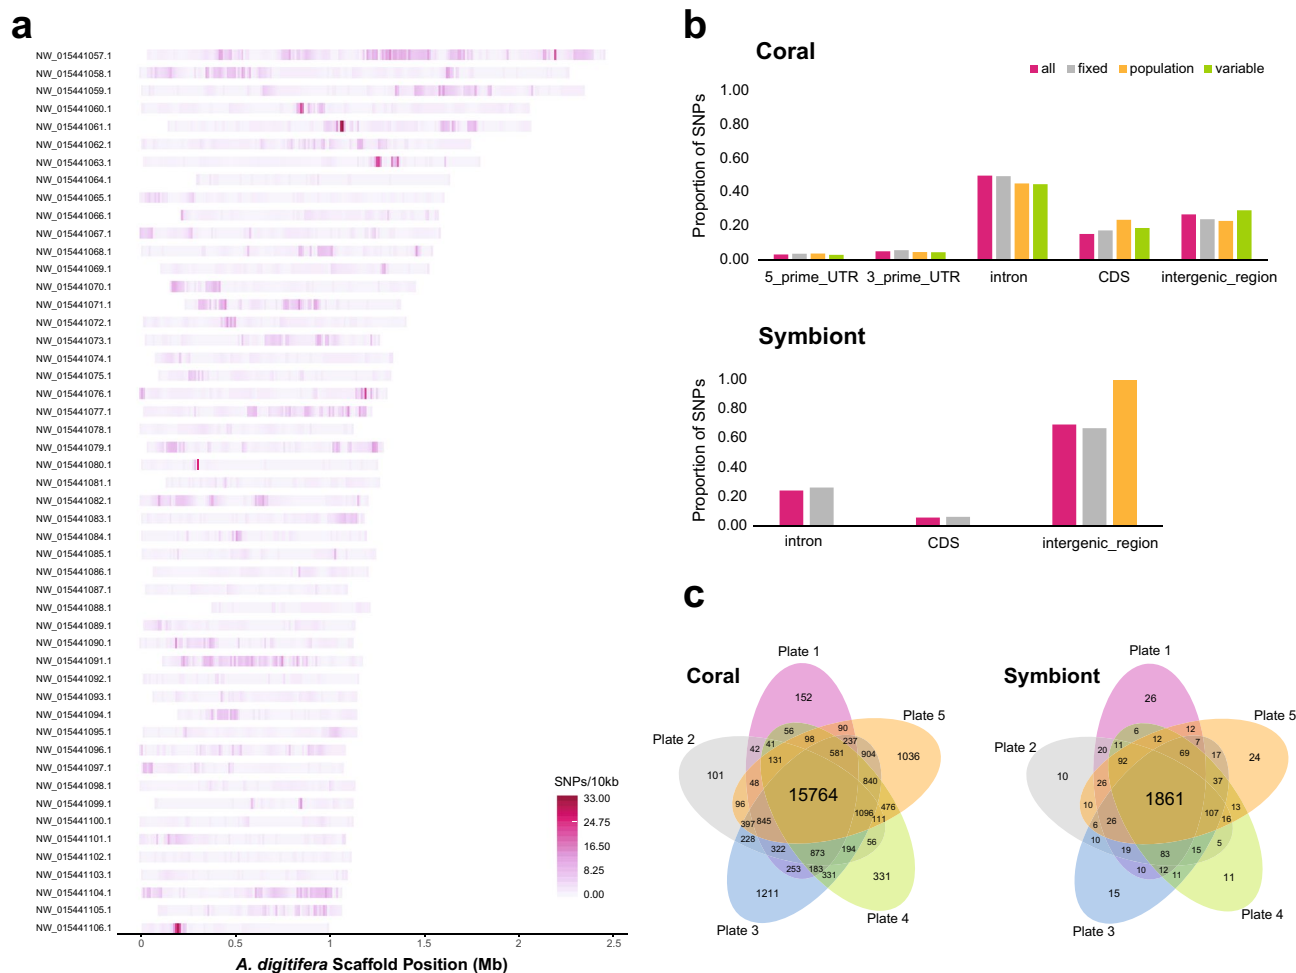 a
NW_015441057.1
NW_015441058.1
NW_015441059.1
NW_015441060.1
NW_015441061.1
NW_015441062.1
NW_015441063.1
NW_015441064.1
NW_015441065.1
NW_015441066.1
NW_015441067.1
NW_015441068.1
NW_015441069.1
NW_015441070.1
NW_015441071.1
NW_015441072.1
NW_015441073.1
NW_015441074.1
NW_015441075.1
NW_015441076.1
NW_015441077.1
NW_015441078.1
NW_015441079.1
NW_015441080.1
NW_015441081.1
NW_015441082.1
NW_015441083.1
NW_015441084.1
NW_015441085.1
NW_015441086.1
NW_015441087.1
NW_015441088.1
NW_015441089.1
NW_015441090.1
NW_015441091.1
NW_015441092.1
NW_015441093.1
NW_015441094.1
NW_015441095.1
NW_015441096.1
NW_015441097.1
NW_015441098.1
NW_015441099.1
NW_015441100.1
NW_015441101.1
NW_015441102.1
NW_015441103.1
NW_015441104.1
NW_015441105.1
NW_015441106.1
0 0.5 1.0 1.5 2.0 2.5
A. digitifera Scaffold Position (Mb)
SNPs/10kb
33.00
24.75
16.50
8.25
0.00
b
Coral
all fixed population variable
Proportion of SNPs
1.00
0.80
0.60
0.40
0.20
0.00
5_prime_UTR 3_prime_UTR intron CDS intergenic_region
Symbiont
Proportion of SNPs
1.00
0.80
0.60
0.40
0.20
0.00
intron CDS intergenic_region
c
Coral
Plate 1
Plate 2
Plate 3
Plate 4
Plate 5
152
56
90
42
41
98
237
131
581
904
1036
101
48
840
15764
96
476
397
845
1096
111
228
56
322
873
194
253
183
331
1211
331
Symbiont
Plate 1
Plate 2
Plate 3
Plate 4
Plate 5
26
6
12
20
11
12
7
92
69
17
24
10
26
37
1861
10
13
6
26
107
16
10
5
19
83
15
10
12
11
15
11